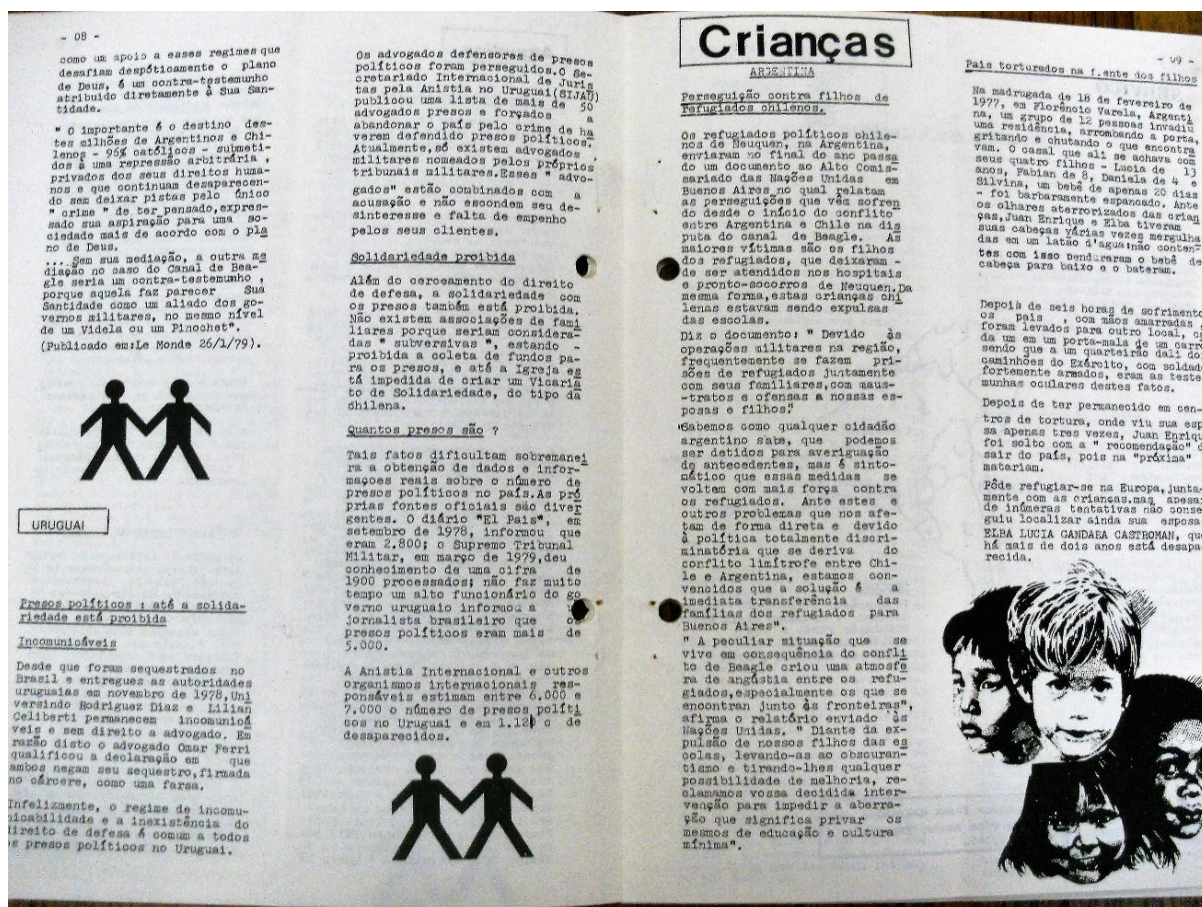 - 08 -
como um apoio a esses regimes que
desafiam despóticamente o plano
de Deus, é um contra-testemunho
atribuido diretamente à Sua San-
tidade.
" O importante é o destino des-
tes milhões de Argentinos e Chi-
lenos - 95% católicos - submeti-
dos a uma repressão arbitrária ,
privados dos seus direitos huma-
nos e que continuam desaparecen-
do sem deixar pistas pelo único
" crime " de ter pensado, expres-
sado sua aspiração para uma so-
ciedade mais de acordo com o pla
no de Deus.
... Sem sua mediação, a outra me
diação no caso do Canal de Bea-
gle seria um contra-testemunho ,
porque aquela faz parecer Sua
Santidade como um aliado dos go-
vernos militares, no mesmo nível
de um Videla ou um Pinochet".
(Publicado em:Le Monde 26/1/79).
URUGUAI
Presos políticos : até a solida-
riedade está proibida
Incomunicáveis
Desde que foram sequestrados no
Brasil e entregues as autoridades
uruguaias em novembro de 1978,Uni
versindo Rodriguez Diaz e Lilian
Celiberti permanecem incomunicá
veis e sem direito a advogado. Em
razão disto o advogado Omar Ferri
qualificou a declaração em que
ambos negam seu sequestro,firmada
no cárcere, como uma farsa.
Infelizmente, o regime de incomu-
nicabilidade e a inexistência do
direito de defesa é comum a todos
os presos políticos no Uruguai.
Os advogados defensores de presos
políticos foram perseguidos.O Se-
cretariado Internacional de Juris
tas pela Anistia no Uruguai(SIJAU)
publicou uma lista de mais de 50
advogados presos e forçados a
abandonar o país pelo crime de ha
verem defendido presos políticos.
Atualmente,só existem advogados
militares nomeados pelos próprios
tribunais militares.Esses " advo-
gados" estão combinados com a
acusação e não escondem seu de-
sinteresse e falta de empenho
pelos seus clientes.
Solidariedade proibida
Além do cerceamento do direito
de defesa, a solidariedade com
os presos também está proibida.
Não existem associações de fami
liares porque seriam considera-
das " subversivas ", estando -
proibida a coleta de fundos pa-
ra os presos, e até a Igreja es
tá impedida de criar um Vicaria
to de Solidariedade, do tipo da
chilena.
Quantos presos são ?
Tais fatos dificultam sobremanei
ra a obtenção de dados e infor-
mações reais sobre o número de
presos políticos no país.As pró
prias fontes oficiais são diver
gentes. O diário "El Pais", em
setembro de 1978, informou que
eram 2.800; o Supremo Tribunal
Militar, em março de 1979,deu
conhecimento de uma cifra de
1900 processados; não faz muito
tempo um alto funcionário do go
verno uruguaio informou a
jornalista brasileiro que os
presos políticos eram mais de
5.000.
A Anistia Internacional e outros
organismos internacionais res-
ponsáveis estimam entre 6.000 e
7.000 o número de presos políti
cos no Uruguai e em o de
desaparecidos.
Crianças
ARGENTINA
Perseguição contra filhos de
refugiados chilenos.
Os refugiados políticos chile-
nos de Neuquen, na Argentina,
enviaram no final do ano passa
do um documento ao Alto Comis-
sariado das Nações Unidas em
Buenos Aires no qual relatam
as perseguições que vêm sofren
do desde o início do conflito
entre Argentina e Chile na dis
puta do canal de Beagle. As
maiores vítimas são os filhos
dos refugiados, que deixaram -
de ser atendidos nos hospitais
e pronto-socorros de Neuquen.Da
mesma forma,estas crianças chi
lenas estavam sendo expulsas
das escolas.
Diz o documento: " Devido às
operações militares na região,
frequentemente se fazem pri-
sões de refugiados juntamente
com seus familiares,com maus-
-tratos e ofensas a nossas es-
posas e filhos".
Sabemos como qualquer cidadão
argentino sabe, que podemos
ser detidos para averiguação
de antecedentes, mas é sinto-
mático que essas medidas se
voltem com mais força contra
os refugiados. Ante estes e
outros problemas que nos afe-
tam de forma direta e devido
à política totalmente discri-
minatória que se deriva do
conflito limítrofe entre Chi-
le e Argentina, estamos con-
vencidos que a solução é a
imediata transferência das
famílias dos refugiados para
Buenos Aires".
" A peculiar situação que se
vive em consequência do confli
to de Beagle criou uma atmosfe
ra de angústia entre os refu-
giados,especialmente os que se
encontran junto às fronteiras",
afirma o relatório enviado às
Nações Unidas. " Diante da ex-
pulsão de nossos filhos das es
colas, levando-as ao obscuran-
tismo e tirando-lhes qualquer
possibilidade de melhoria, re-
clamamos vossa decidida inter-
venção para impedir a aberra-
ção que significa privar os
mesmos de educação e cultura
mínima".
- 09 -
Pais torturados na frente dos filhos
Na madrugada de 18 de fevereiro de
1977, em Florêncio Varela, Argenti
na, um grupo de 12 pessoas invadiu
uma residência, arrombando a porta,
gritando e chutando o que encontra
vam. O casal que ali se achava com
seus quatro filhos - Lucia de 13
anos, Fabian de 8, Daniela de 4 e
Silvina, um bebê de apenas 20 dias
- foi barbaramente espancado. Ante
os olhares aterrorizados das crian
ças,Juan Enrique e Elba tiveram -
suas cabeças várias vezes mergulha
das em um latão d'agua;não conten
tes com isso penduraram o bebê de
cabeça para baixo e o bateram.
Depois de seis horas de sofrimento
os pais - com mãos amarradas -
foram levados para outro local, ca
da um em um porta-mala de um carro
sendo que a um quarteirão dali dois
caminhões do Exército, com soldados
fortemente armados, eram as teste-
munhas oculares destes fatos.
Depois de ter permanecido em cen-
tros de tortura, onde viu sua espo
sa apenas tres vezes, Juan Enrique
foi solto com a " recomendação" de
sair do país, pois na "próxima" o
matariam.
Pôde refugiar-se na Europa,junta-
mente com as crianças.mas, apesar
de inúmeras tentativas não conse-
guiu localizar ainda sua esposa
ELBA LUCIA GANDARA CASTROMAN, que
há mais de dois anos está desapa-
recida.